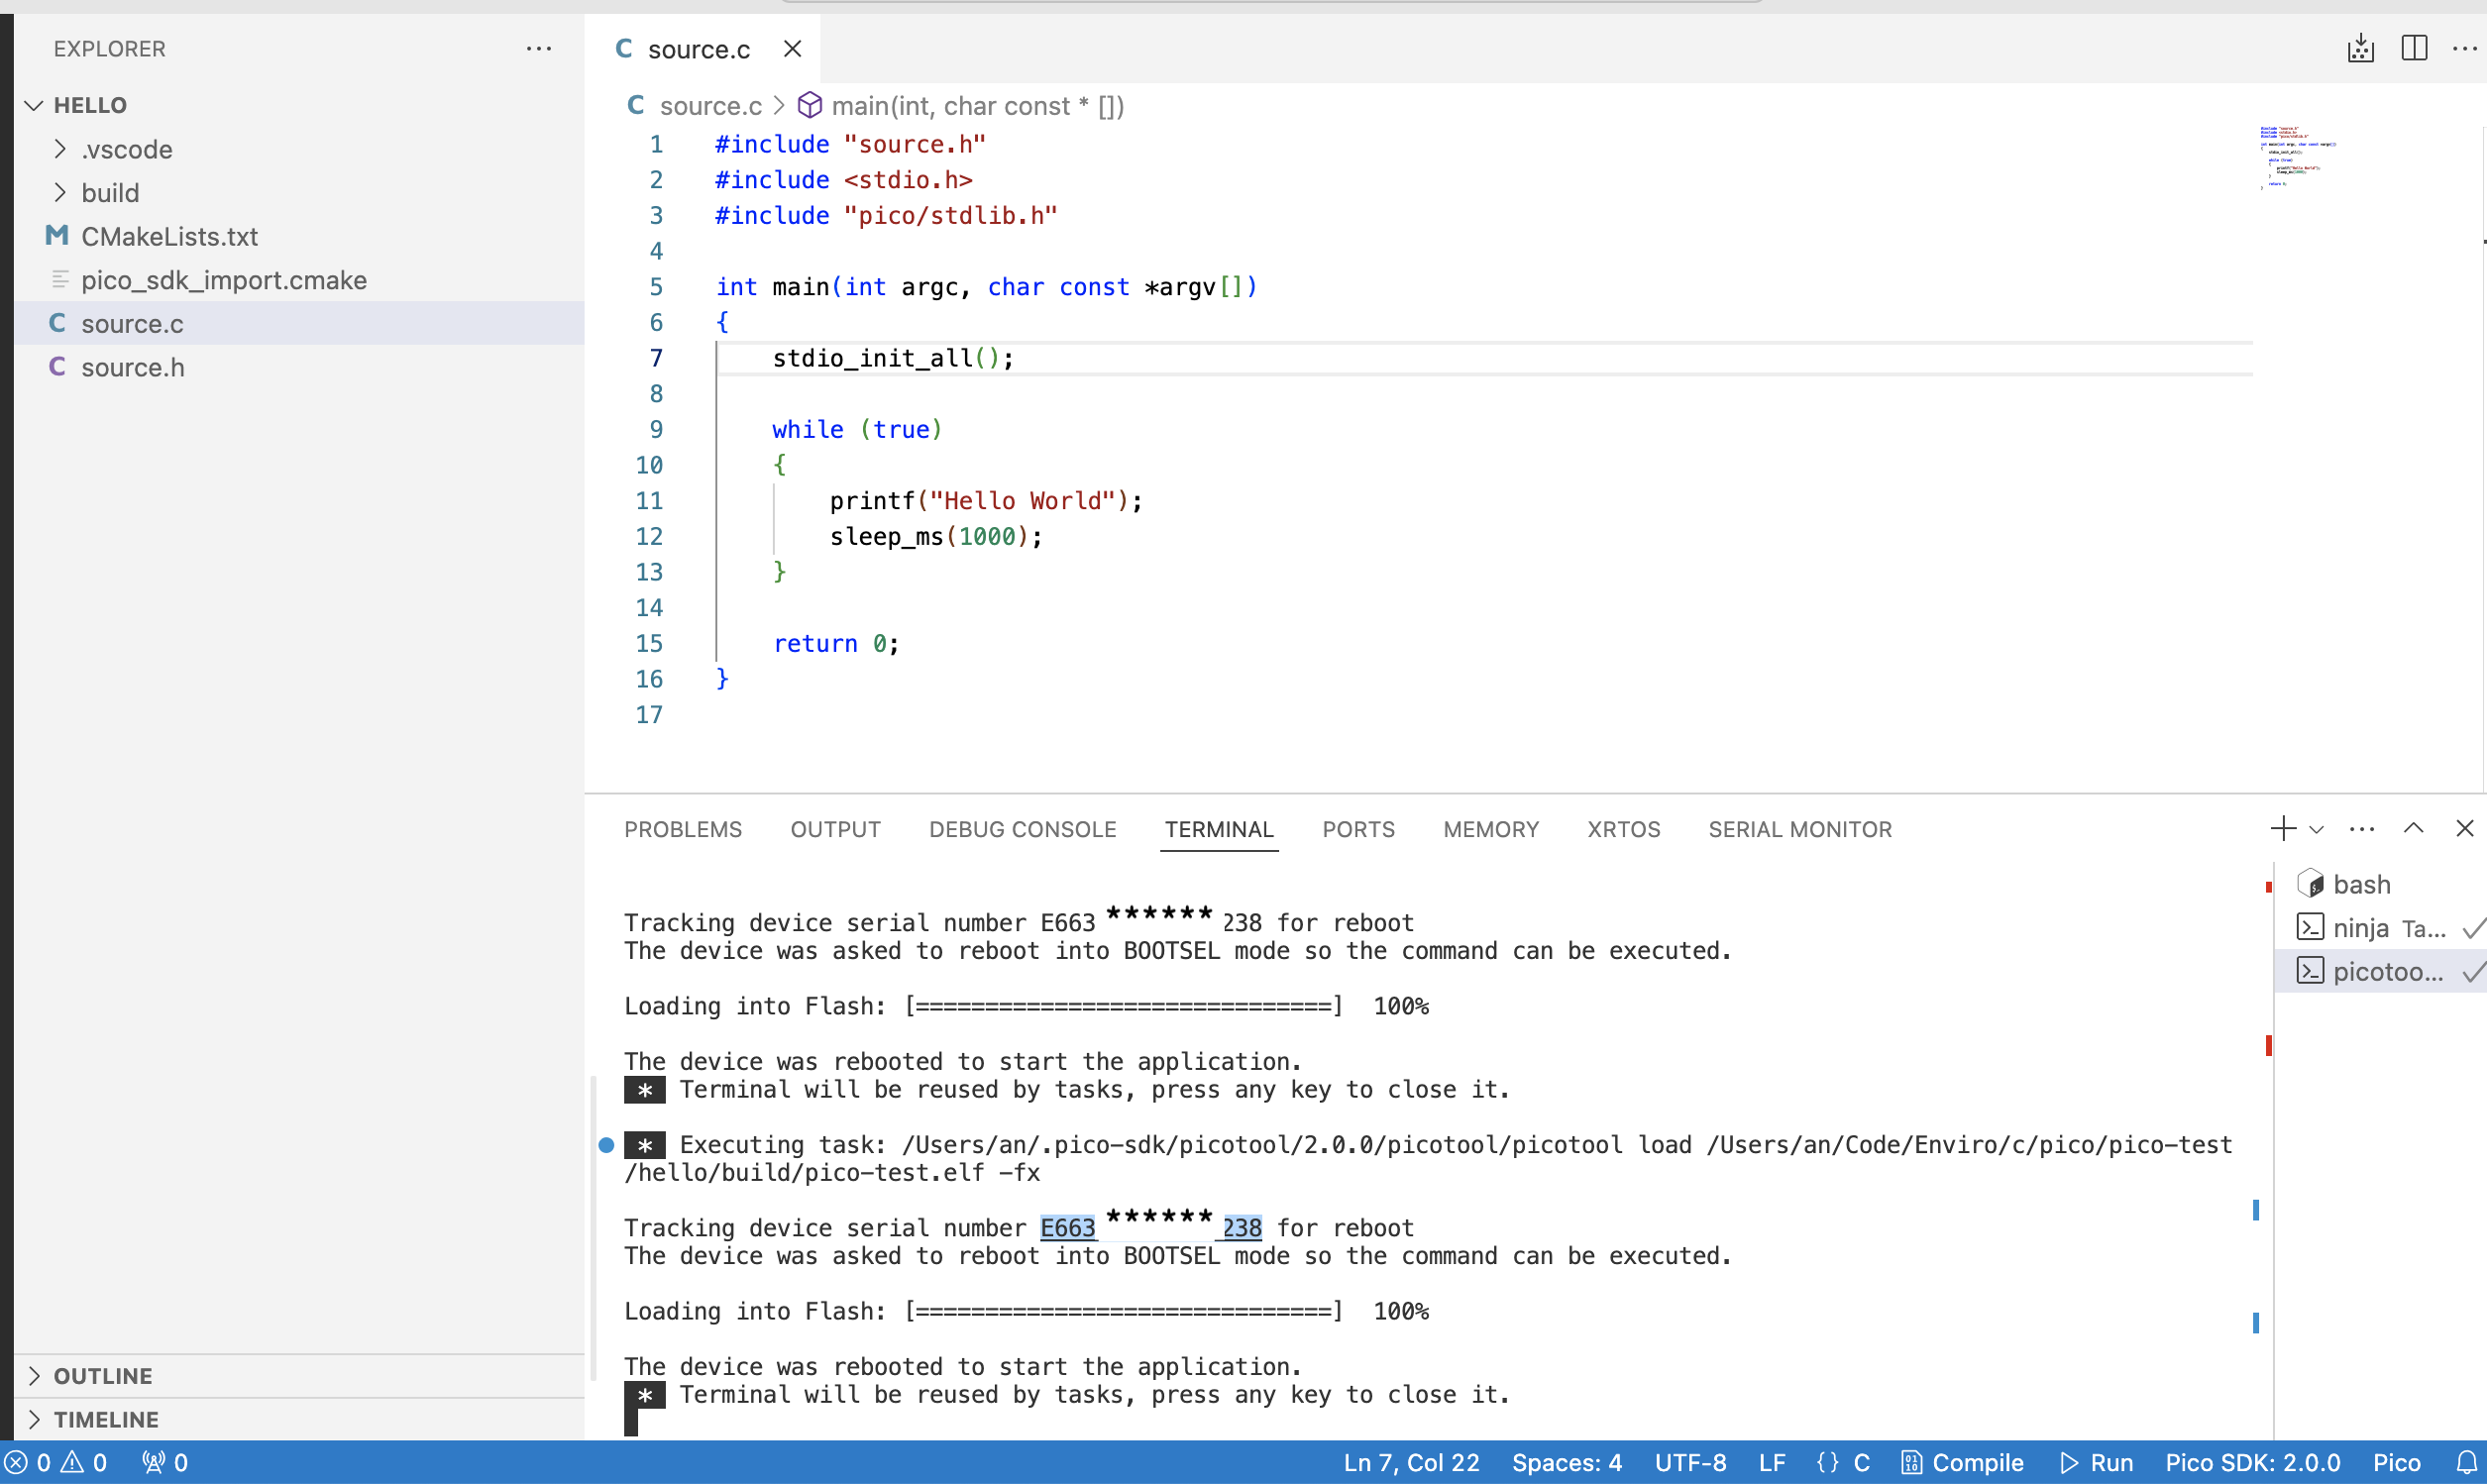 EXPLORER
HELLO
.vscode
build
CMakeLists.txt
pico_sdk_import.cmake
C source.c
C source.h
OUTLINE
TIMELINE
C source.c
C source.c > main(int, char const * [])
1 #include "source.h"
2 #include <stdio.h>
3 #include "pico/stdlib.h"
4
5 int main(int argc, char const *argv[])
6 {
7 stdio_init_all();
8
9 while (true)
10 {
11 printf("Hello World");
12 sleep_ms(1000);
13 }
14
15 return 0;
16 }
17
PROBLEMS OUTPUT DEBUG CONSOLE TERMINAL PORTS MEMORY XRTOS SERIAL MONITOR
Tracking device serial number E663 ****** 238 for reboot
The device was asked to reboot into BOOTSEL mode so the command can be executed.
Loading into Flash: [==============================] 100%
The device was rebooted to start the application.
* Terminal will be reused by tasks, press any key to close it.
* Executing task: /Users/an/.pico-sdk/picotool/2.0.0/picotool/picotool load /Users/an/Code/Enviro/c/pico/pico-test
/hello/build/pico-test.elf -fx
Tracking device serial number E663 ****** 238 for reboot
The device was asked to reboot into BOOTSEL mode so the command can be executed.
Loading into Flash: [==============================] 100%
The device was rebooted to start the application.
* Terminal will be reused by tasks, press any key to close it.
bash
ninja Ta...
picotoo...
0 0 0 Ln 7, Col 22 Spaces: 4 UTF-8 LF {} C Compile Run Pico SDK: 2.0.0 Pico